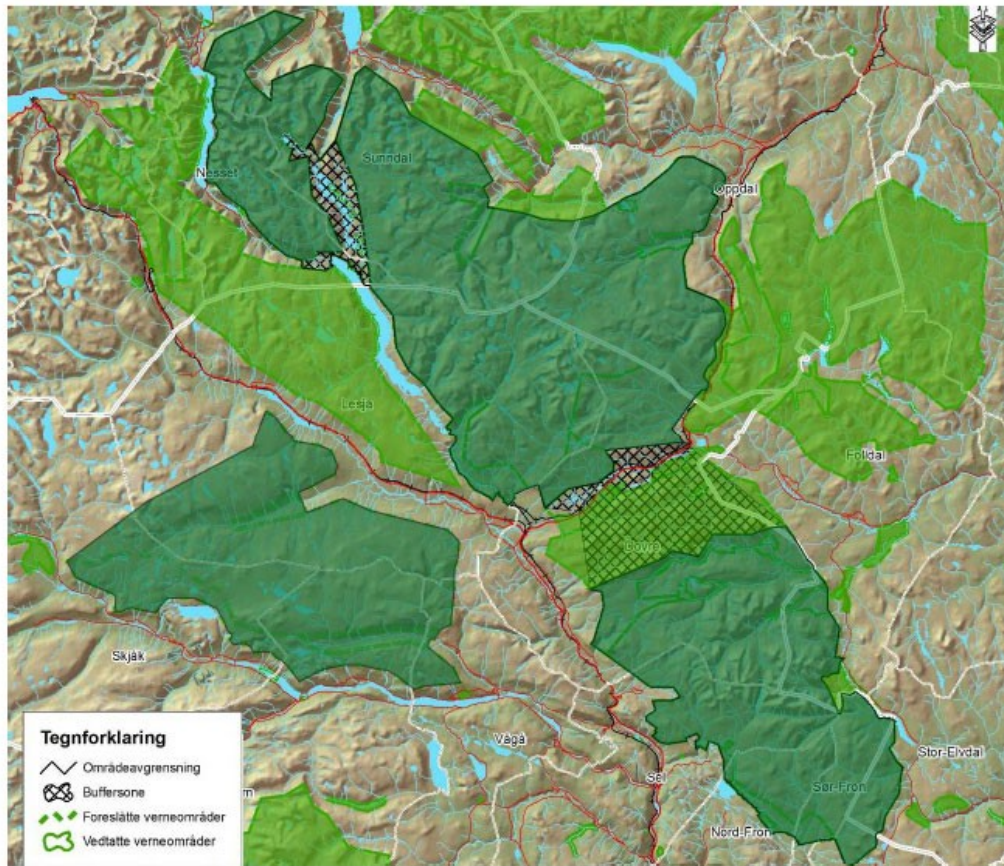 Sunndal
Nesset
Oppdal
Lesja
Folldal
Dovre
Skjåk
Vågå
Sel
Stor-Elvdal
Sør-Fron
Nord-Fron
rn
Tegnforklaring
Områdeavgrensning
Buffersone
Foreslåtte verneområder
Vedtatte verneområder